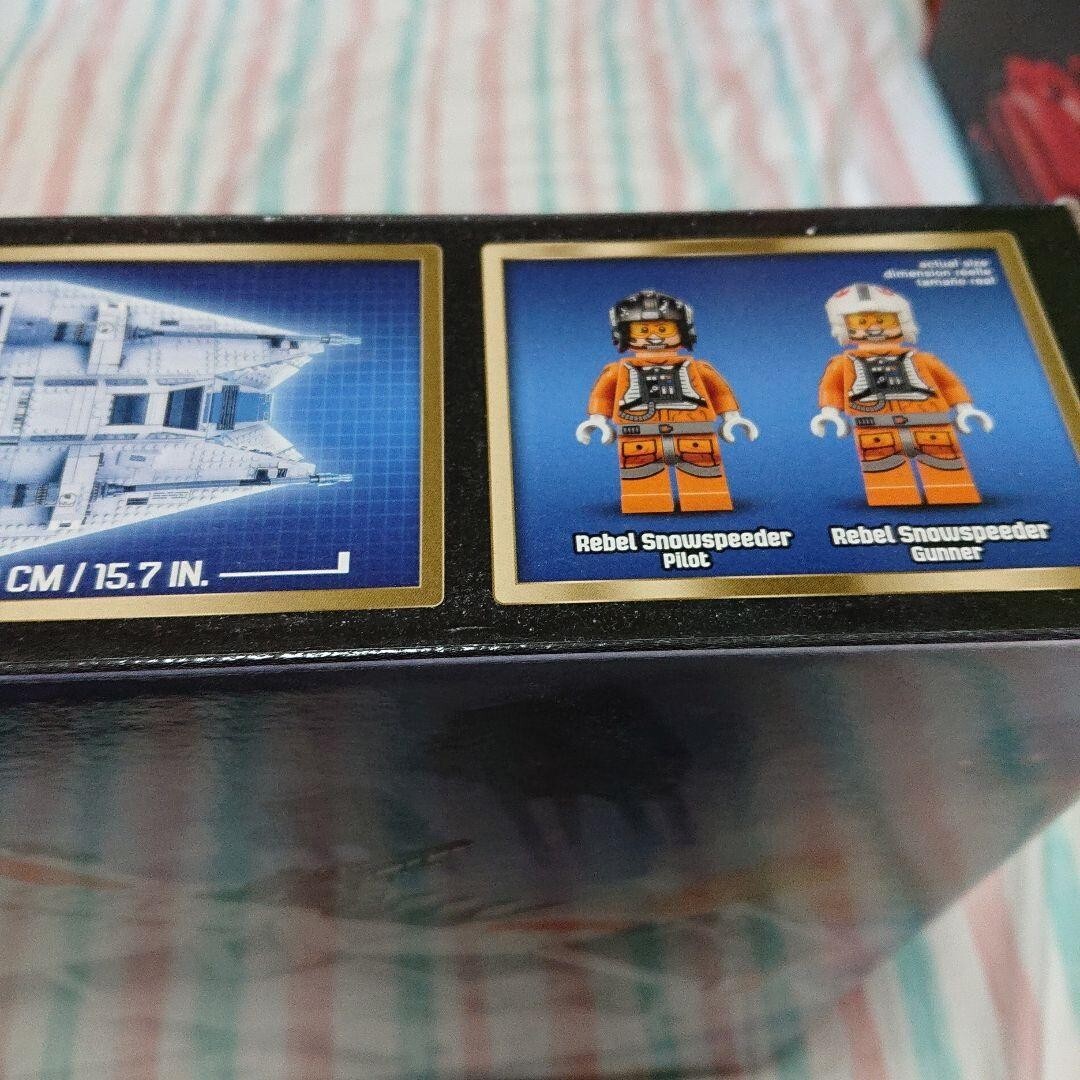 CM / 15.7 IN.
actual size
dimension réelle
tamaño real
Rebel Snowspeeder
Pilot
Rebel Snowspeeder
Gunner